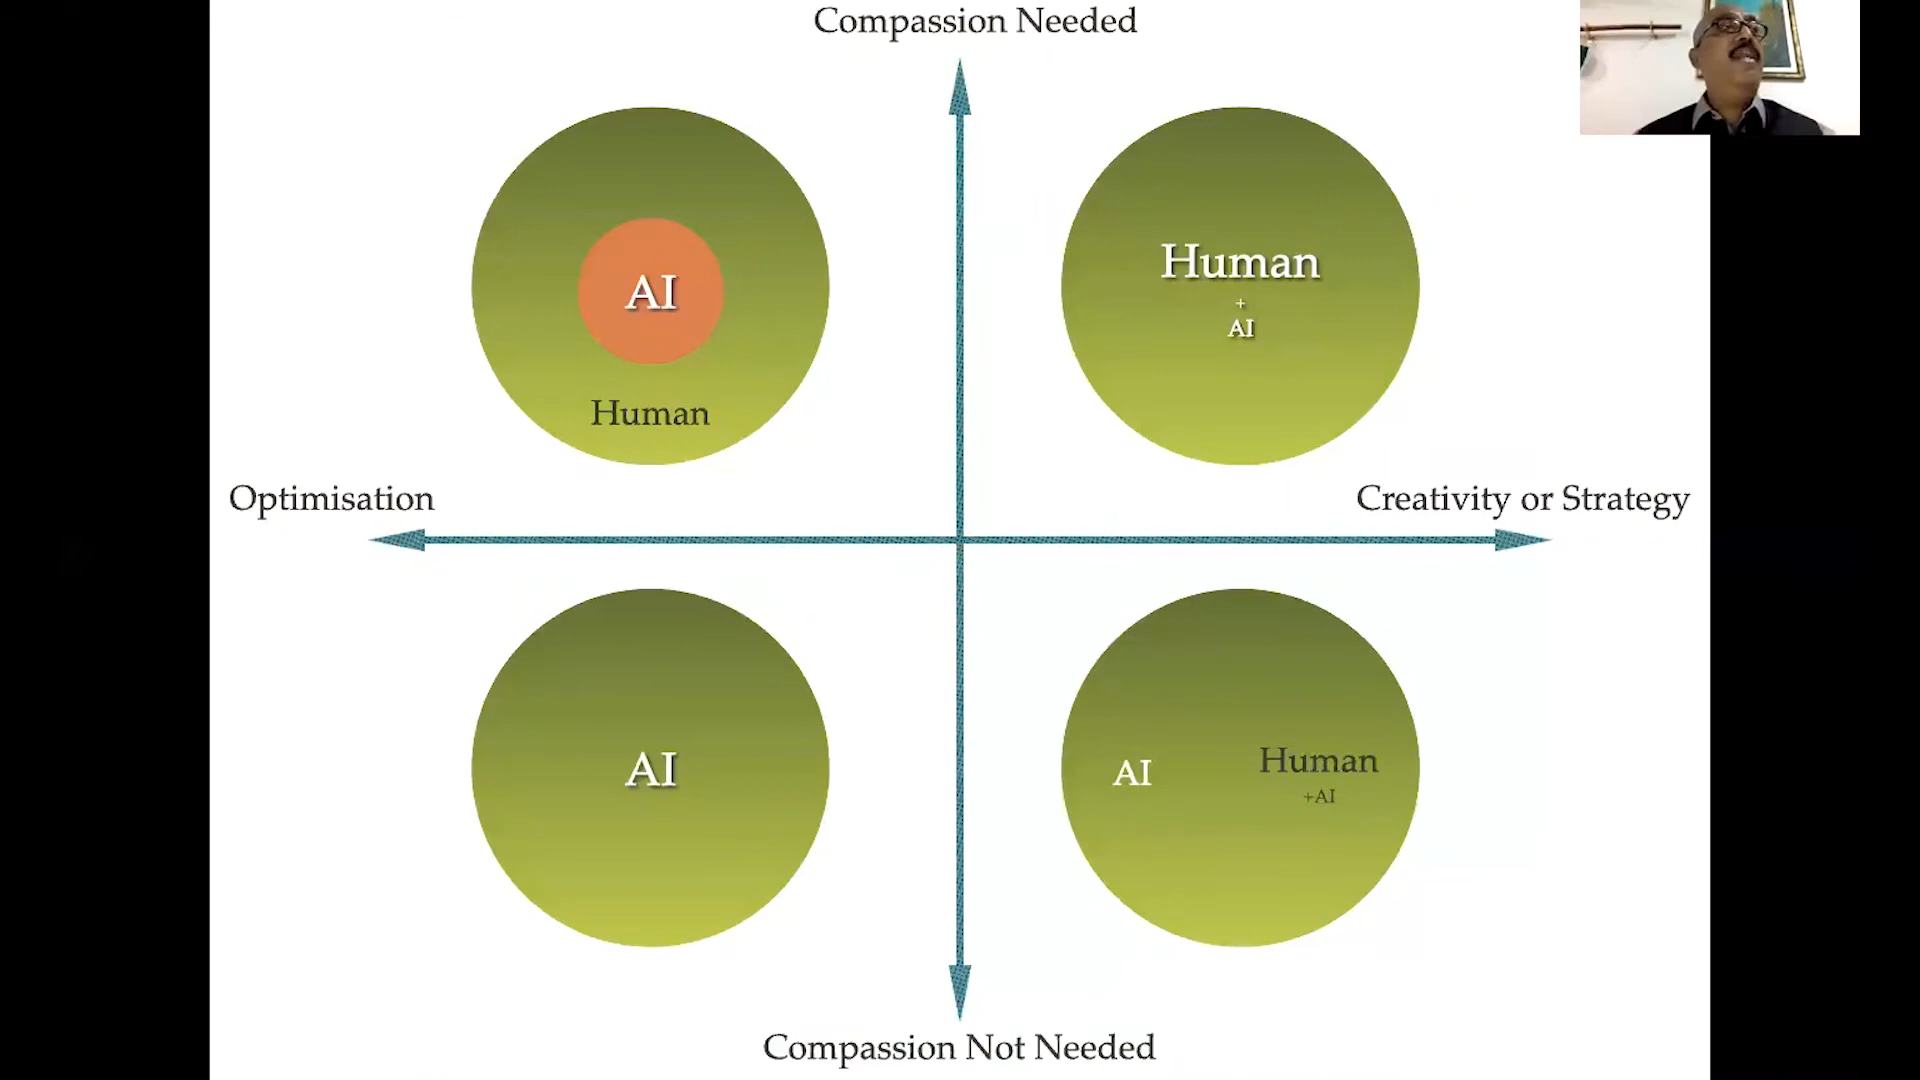 Compassion Needed
AI
Human
Human
+
AI
Optimisation
Creativity or Strategy
AI
AI
Human
+AI
Compassion Not Needed